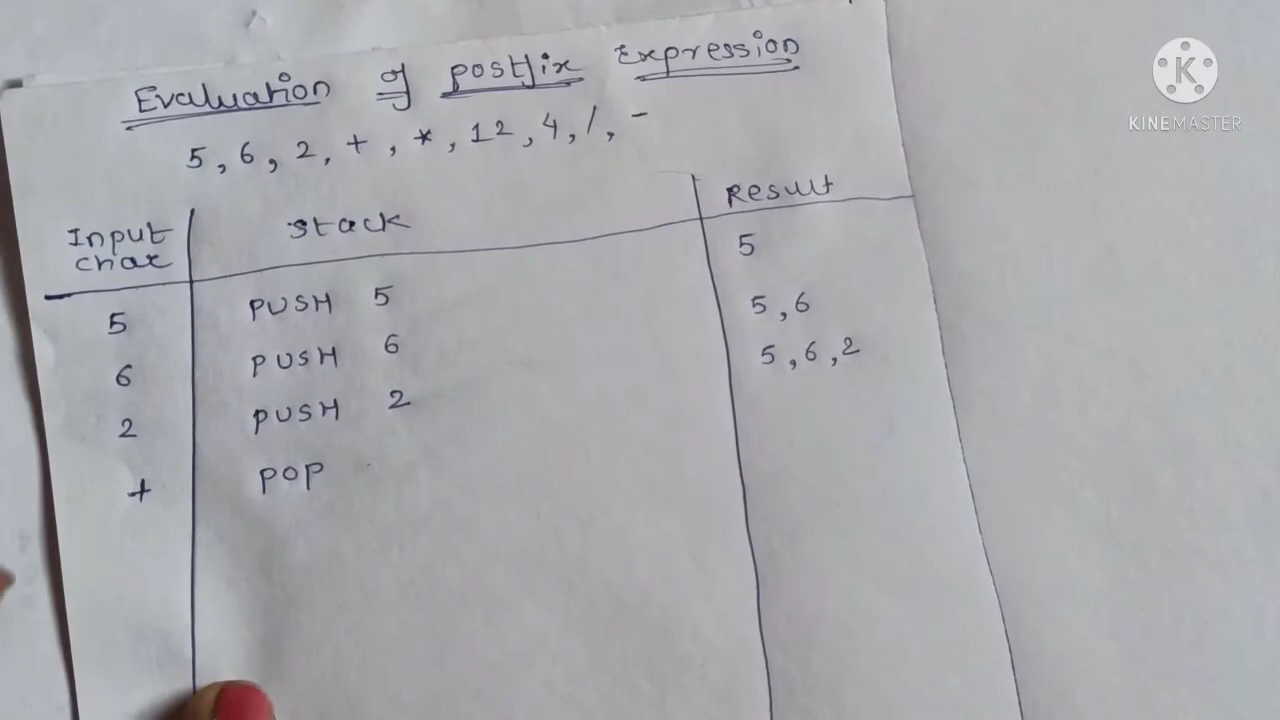 Evaluation of postfix Expression
5, 6, 2, +, *, 12, 4, /, -
Input char stack Result
5 PUSH 5 5
6 PUSH 6 5, 6
2 PUSH 2 5, 6, 2
+ POP
KINEMASTER